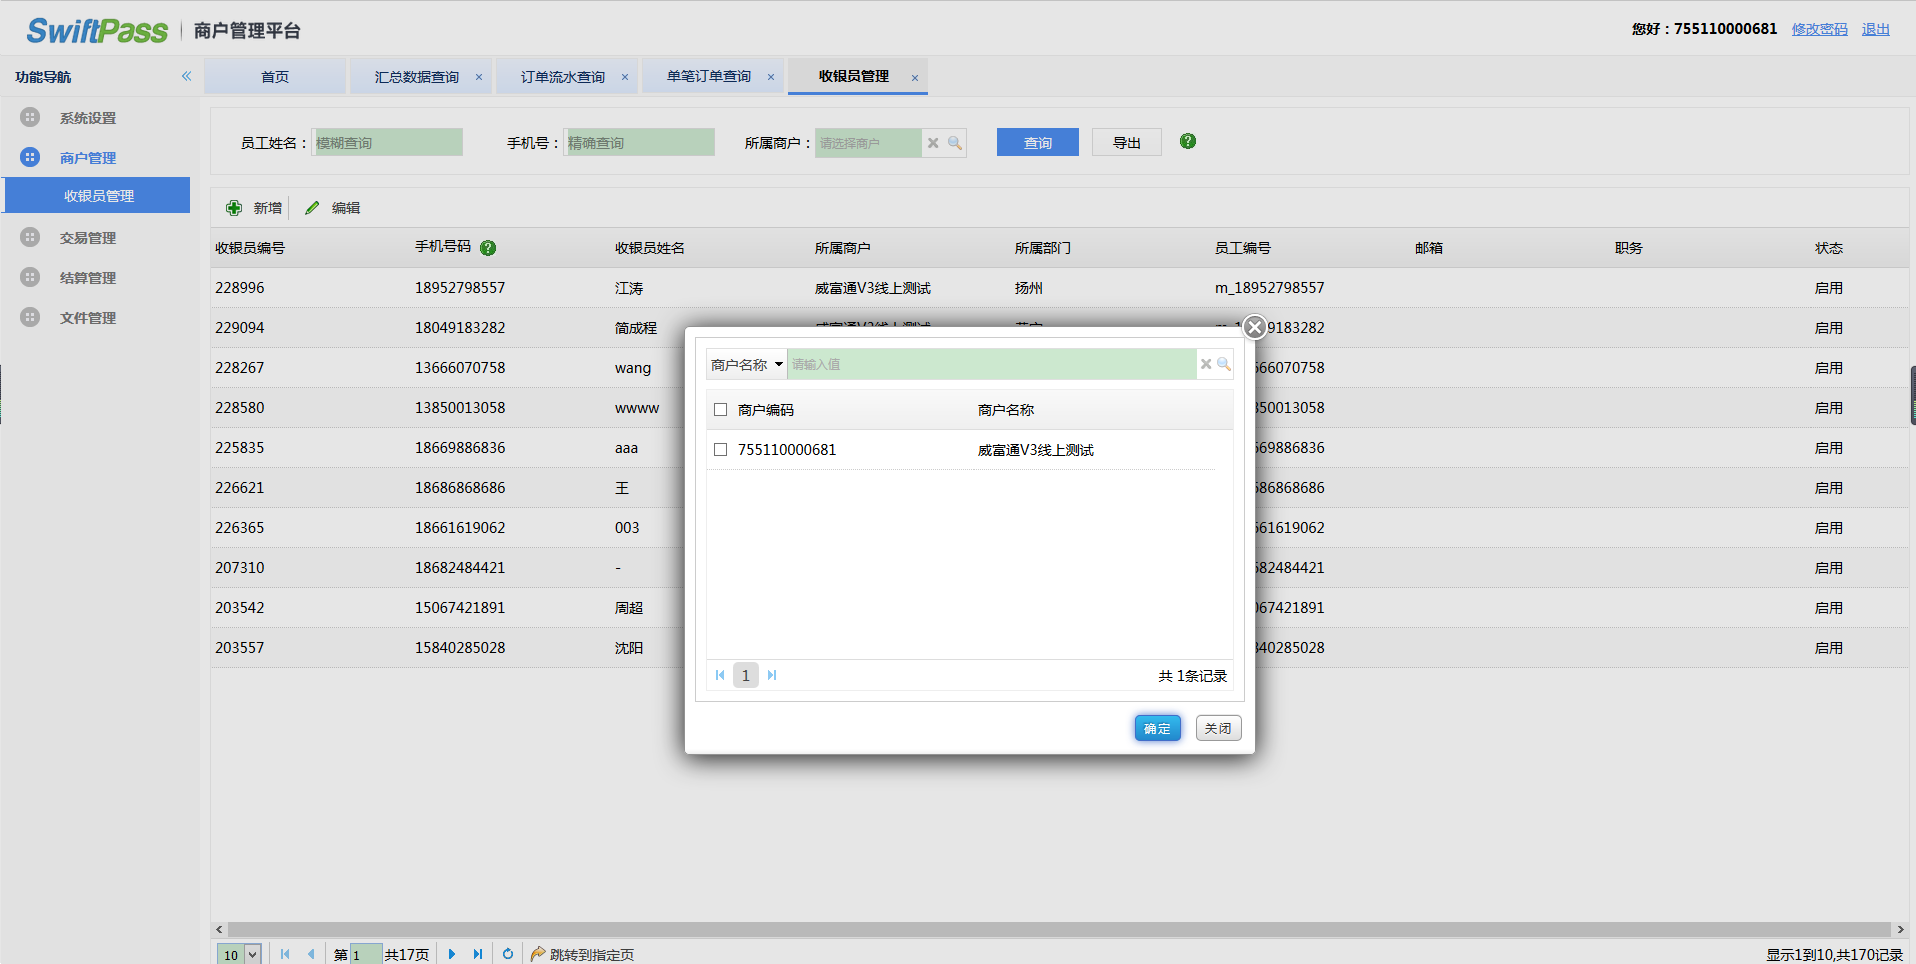 SwiftPass 商户管理平台
您好：755110000681 修改密码 退出
功能导航
首页 汇总数据查询 订单流水查询 单笔订单查询 收银员管理
系统设置
商户管理
收银员管理
交易管理
结算管理
文件管理
员工姓名： 模糊查询 手机号： 精确查询 所属商户： 请选择商户 查询 导出
新增 编辑
收银员编号 手机号码 收银员姓名 所属商户 所属部门 员工编号 邮箱 职务 状态
228996 18952798557 江涛 威富通V3线上测试 扬州 m_18952798557 启用
229094 18049183282 简成程 威富通V3线上测试 9183282 启用
228267 13666070758 wang 66070758 启用
228580 13850013058 wwww 50013058 启用
225835 18669886836 aaa 69886836 启用
226621 18686868686 王 86868686 启用
226365 18661619062 003 61619062 启用
207310 18682484421 - 82484421 启用
203542 15067421891 周超 067421891 启用
203557 15840285028 沈阳 40285028 启用
商户名称 请输入值
商户编码 商户名称
755110000681 威富通V3线上测试
1 共 1条记录
确定 关闭
10 第 1 共17页 跳转到指定页 显示1到10,共170记录